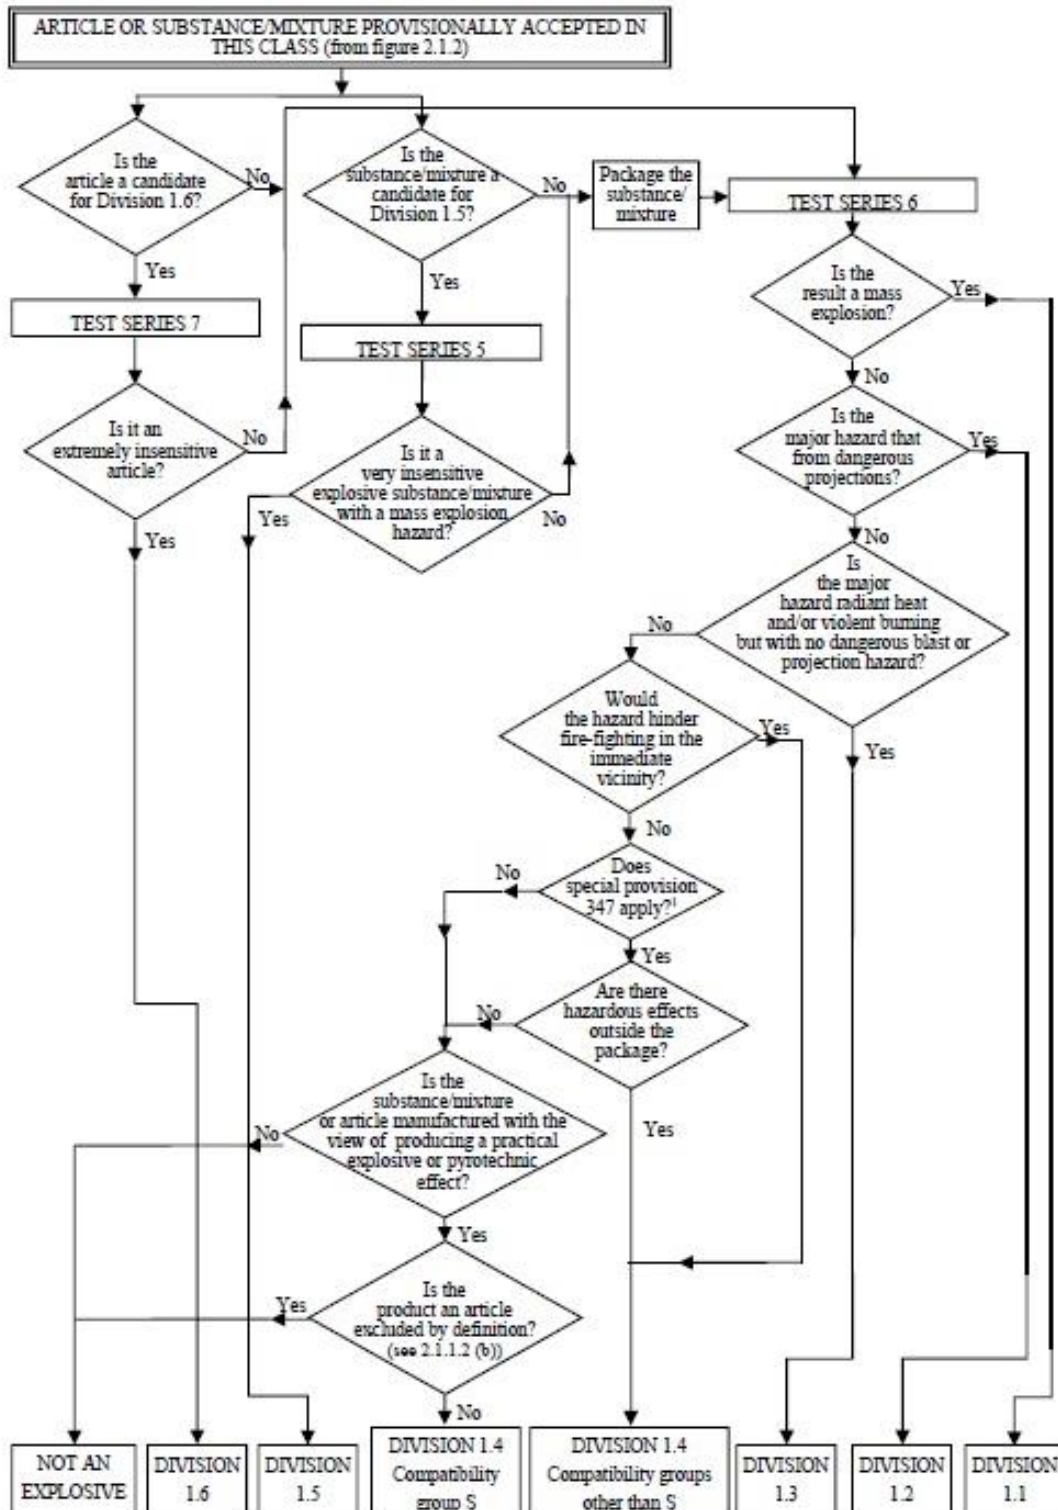 ARTICLE OR SUBSTANCE/MIXTURE PROVISIONALLY ACCEPTED IN
THIS CLASS (from figure 2.1.2)
Is the
article a candidate
for Division 1.6?
No
Yes
TEST SERIES 7
Is it an
extremely insensitive
article?
No
Yes
Is the
substance/mixture a
candidate for
Division 1.5?
No
Yes
TEST SERIES 5
Is it a
very insensitive
explosive substance/mixture
with a mass explosion
hazard?
Yes
No
Package the
substance/
mixture
TEST SERIES 6
Is the
result a mass
explosion?
Yes
No
Is the
major hazard that
from dangerous
projections?
Yes
No
Is
the major
hazard radiant heat
and/or violent burning
but with no dangerous blast or
projection hazard?
No
Yes
Would
the hazard hinder
fire-fighting in the
immediate
vicinity?
Yes
No
Does
special provision
347 apply?¹
No
Yes
Are there
hazardous effects
outside the
package?
No
Yes
Is the
substance/mixture
or article manufactured with the
view of producing a practical
explosive or pyrotechnic
effect?
No
Yes
Is the
product an article
excluded by definition?
(see 2.1.1.2 (b))
Yes
No
NOT AN
EXPLOSIVE
DIVISION
1.6
DIVISION
1.5
DIVISION 1.4
Compatibility
group S
DIVISION 1.4
Compatibility groups
other than S
DIVISION
1.3
DIVISION
1.2
DIVISION
1.1